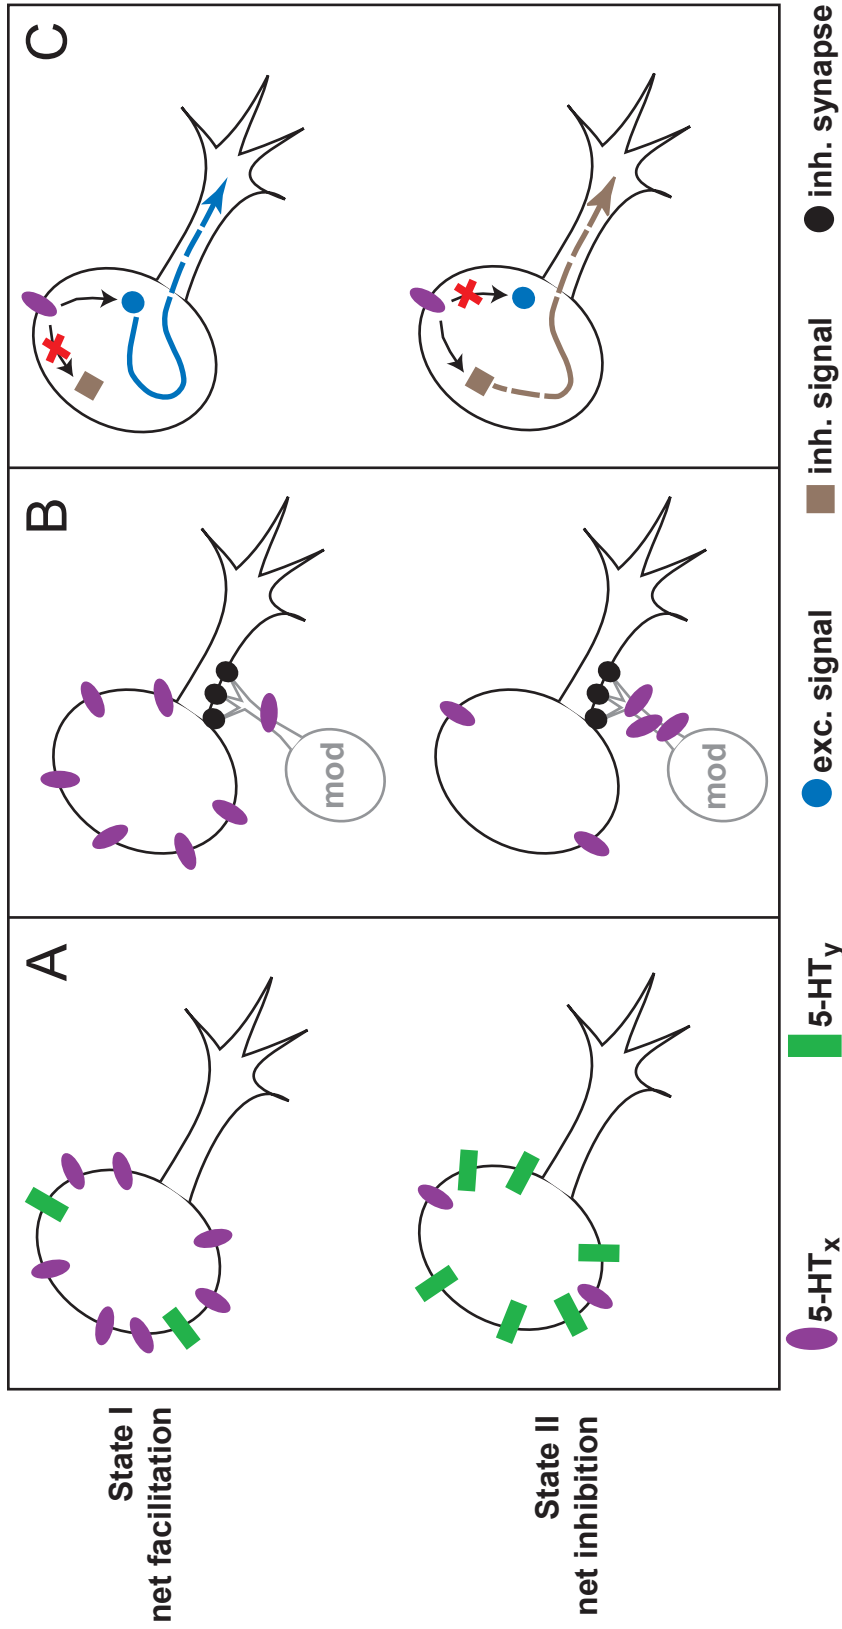 A
B
C
State I
net facilitation
mod
State II
net inhibition
mod
5-HTx
5-HTy
exc. signal
inh. signal
inh. synapse